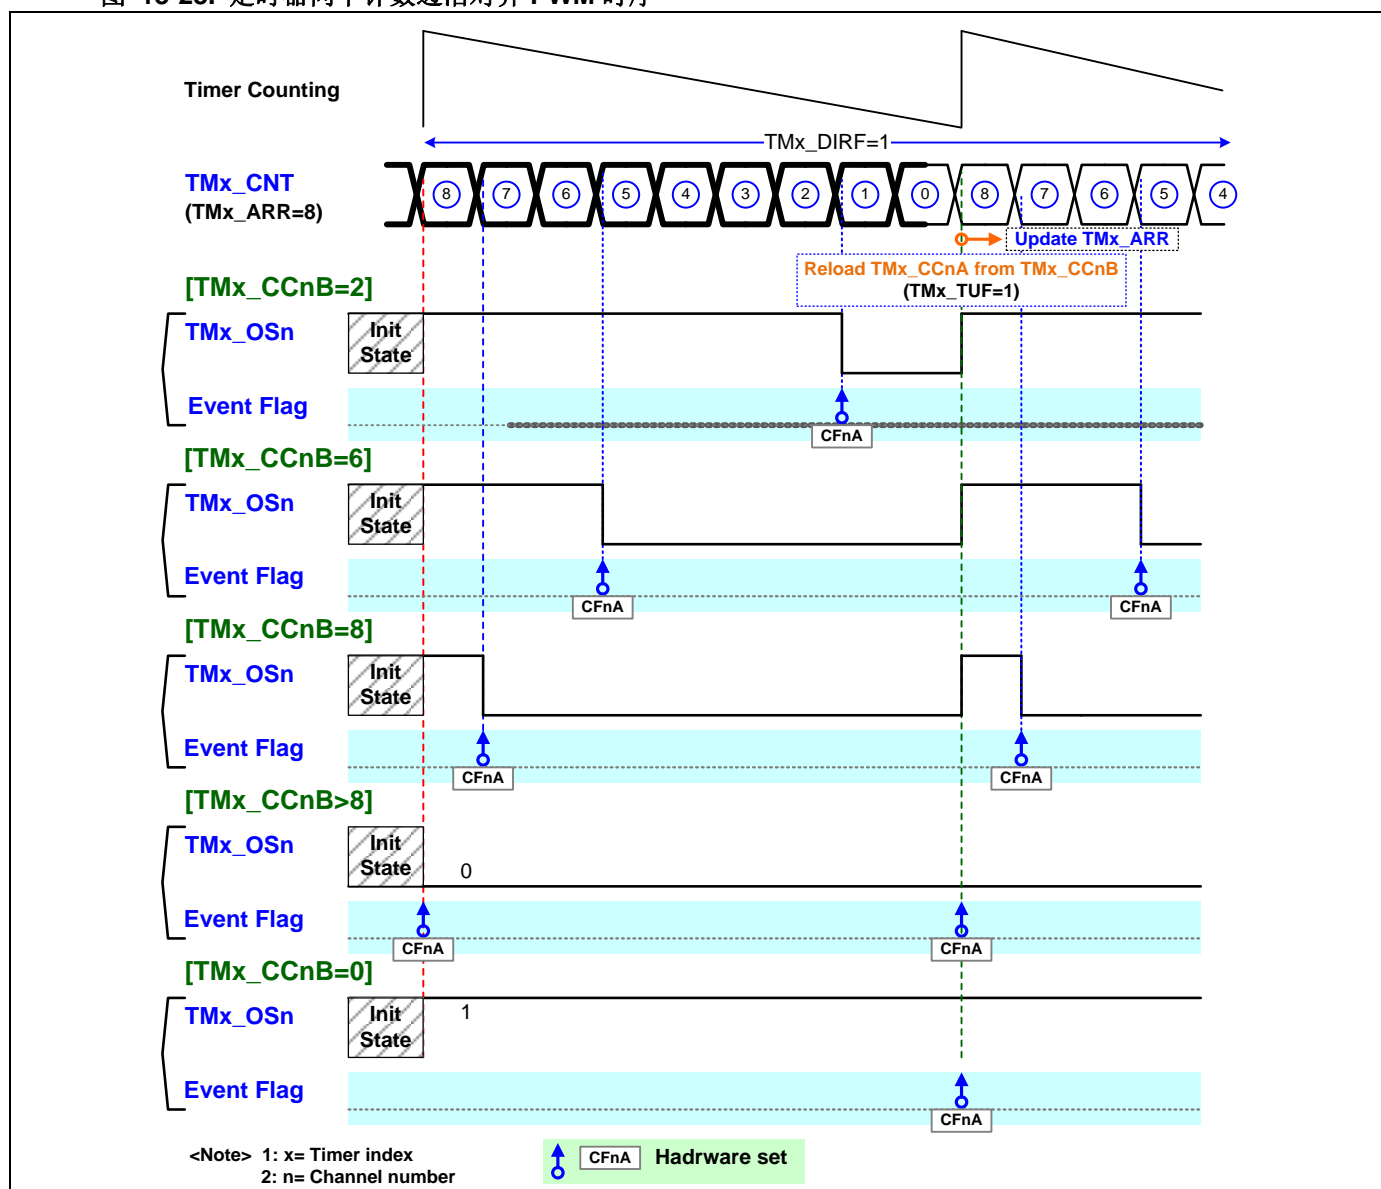 Timer Counting
TMx_DIRF=1
TMx_CNT
(TMx_ARR=8)
8 7 6 5 4 3 2 1 0 8 7 6 5 4
Update TMx_ARR
Reload TMx_CCnA from TMx_CCnB
(TMx_TUF=1)
[TMx_CCnB=2]
TMx_OSn
Init
State
Event Flag
CFnA
[TMx_CCnB=6]
TMx_OSn
Init
State
Event Flag
CFnA CFnA
[TMx_CCnB=8]
TMx_OSn
Init
State
Event Flag
CFnA CFnA
[TMx_CCnB>8]
TMx_OSn
Init
State
0
Event Flag
CFnA CFnA
[TMx_CCnB=0]
TMx_OSn
Init
State
1
Event Flag
CFnA
<Note> 1: x= Timer index
2: n= Channel number
CFnA Hadrware set